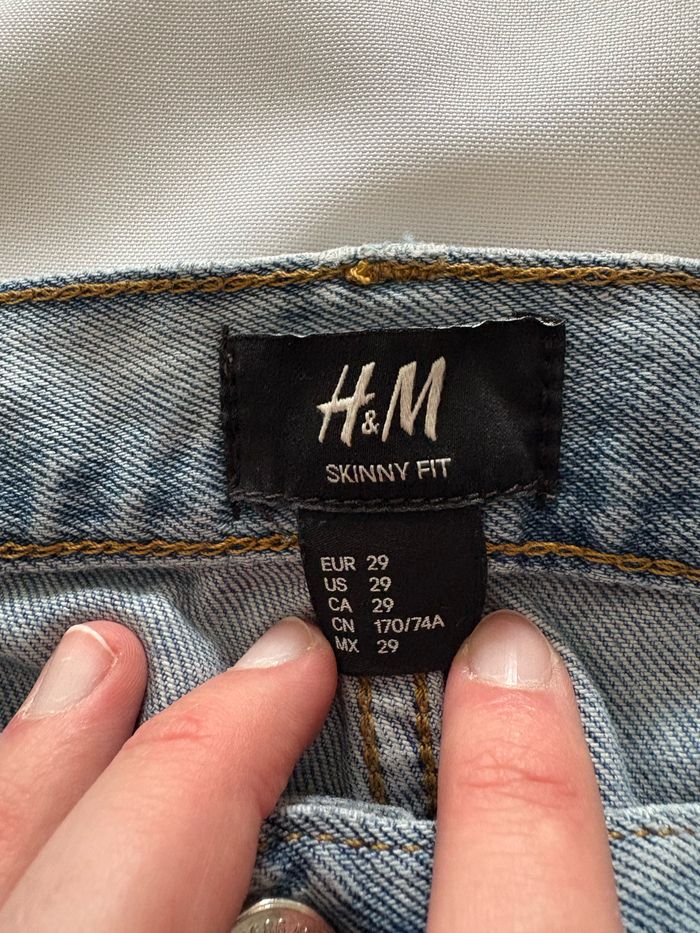 H&M
SKINNY FIT
EUR 29
US 29
CA 29
CN 170/74A
MX 29